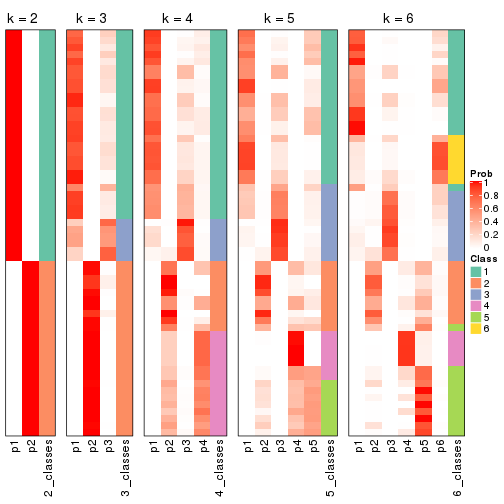 k = 2
k = 3
k = 4
k = 5
k = 6
p1
p2
2_classes
p1
p2
p3
3_classes
p1
p2
p3
p4
4_classes
p1
p2
p3
p4
p5
5_classes
p1
p2
p3
p4
p5
p6
6_classes
Prob
1
0.8
0.6
0.4
0.2
0
Class
1
2
3
4
5
6